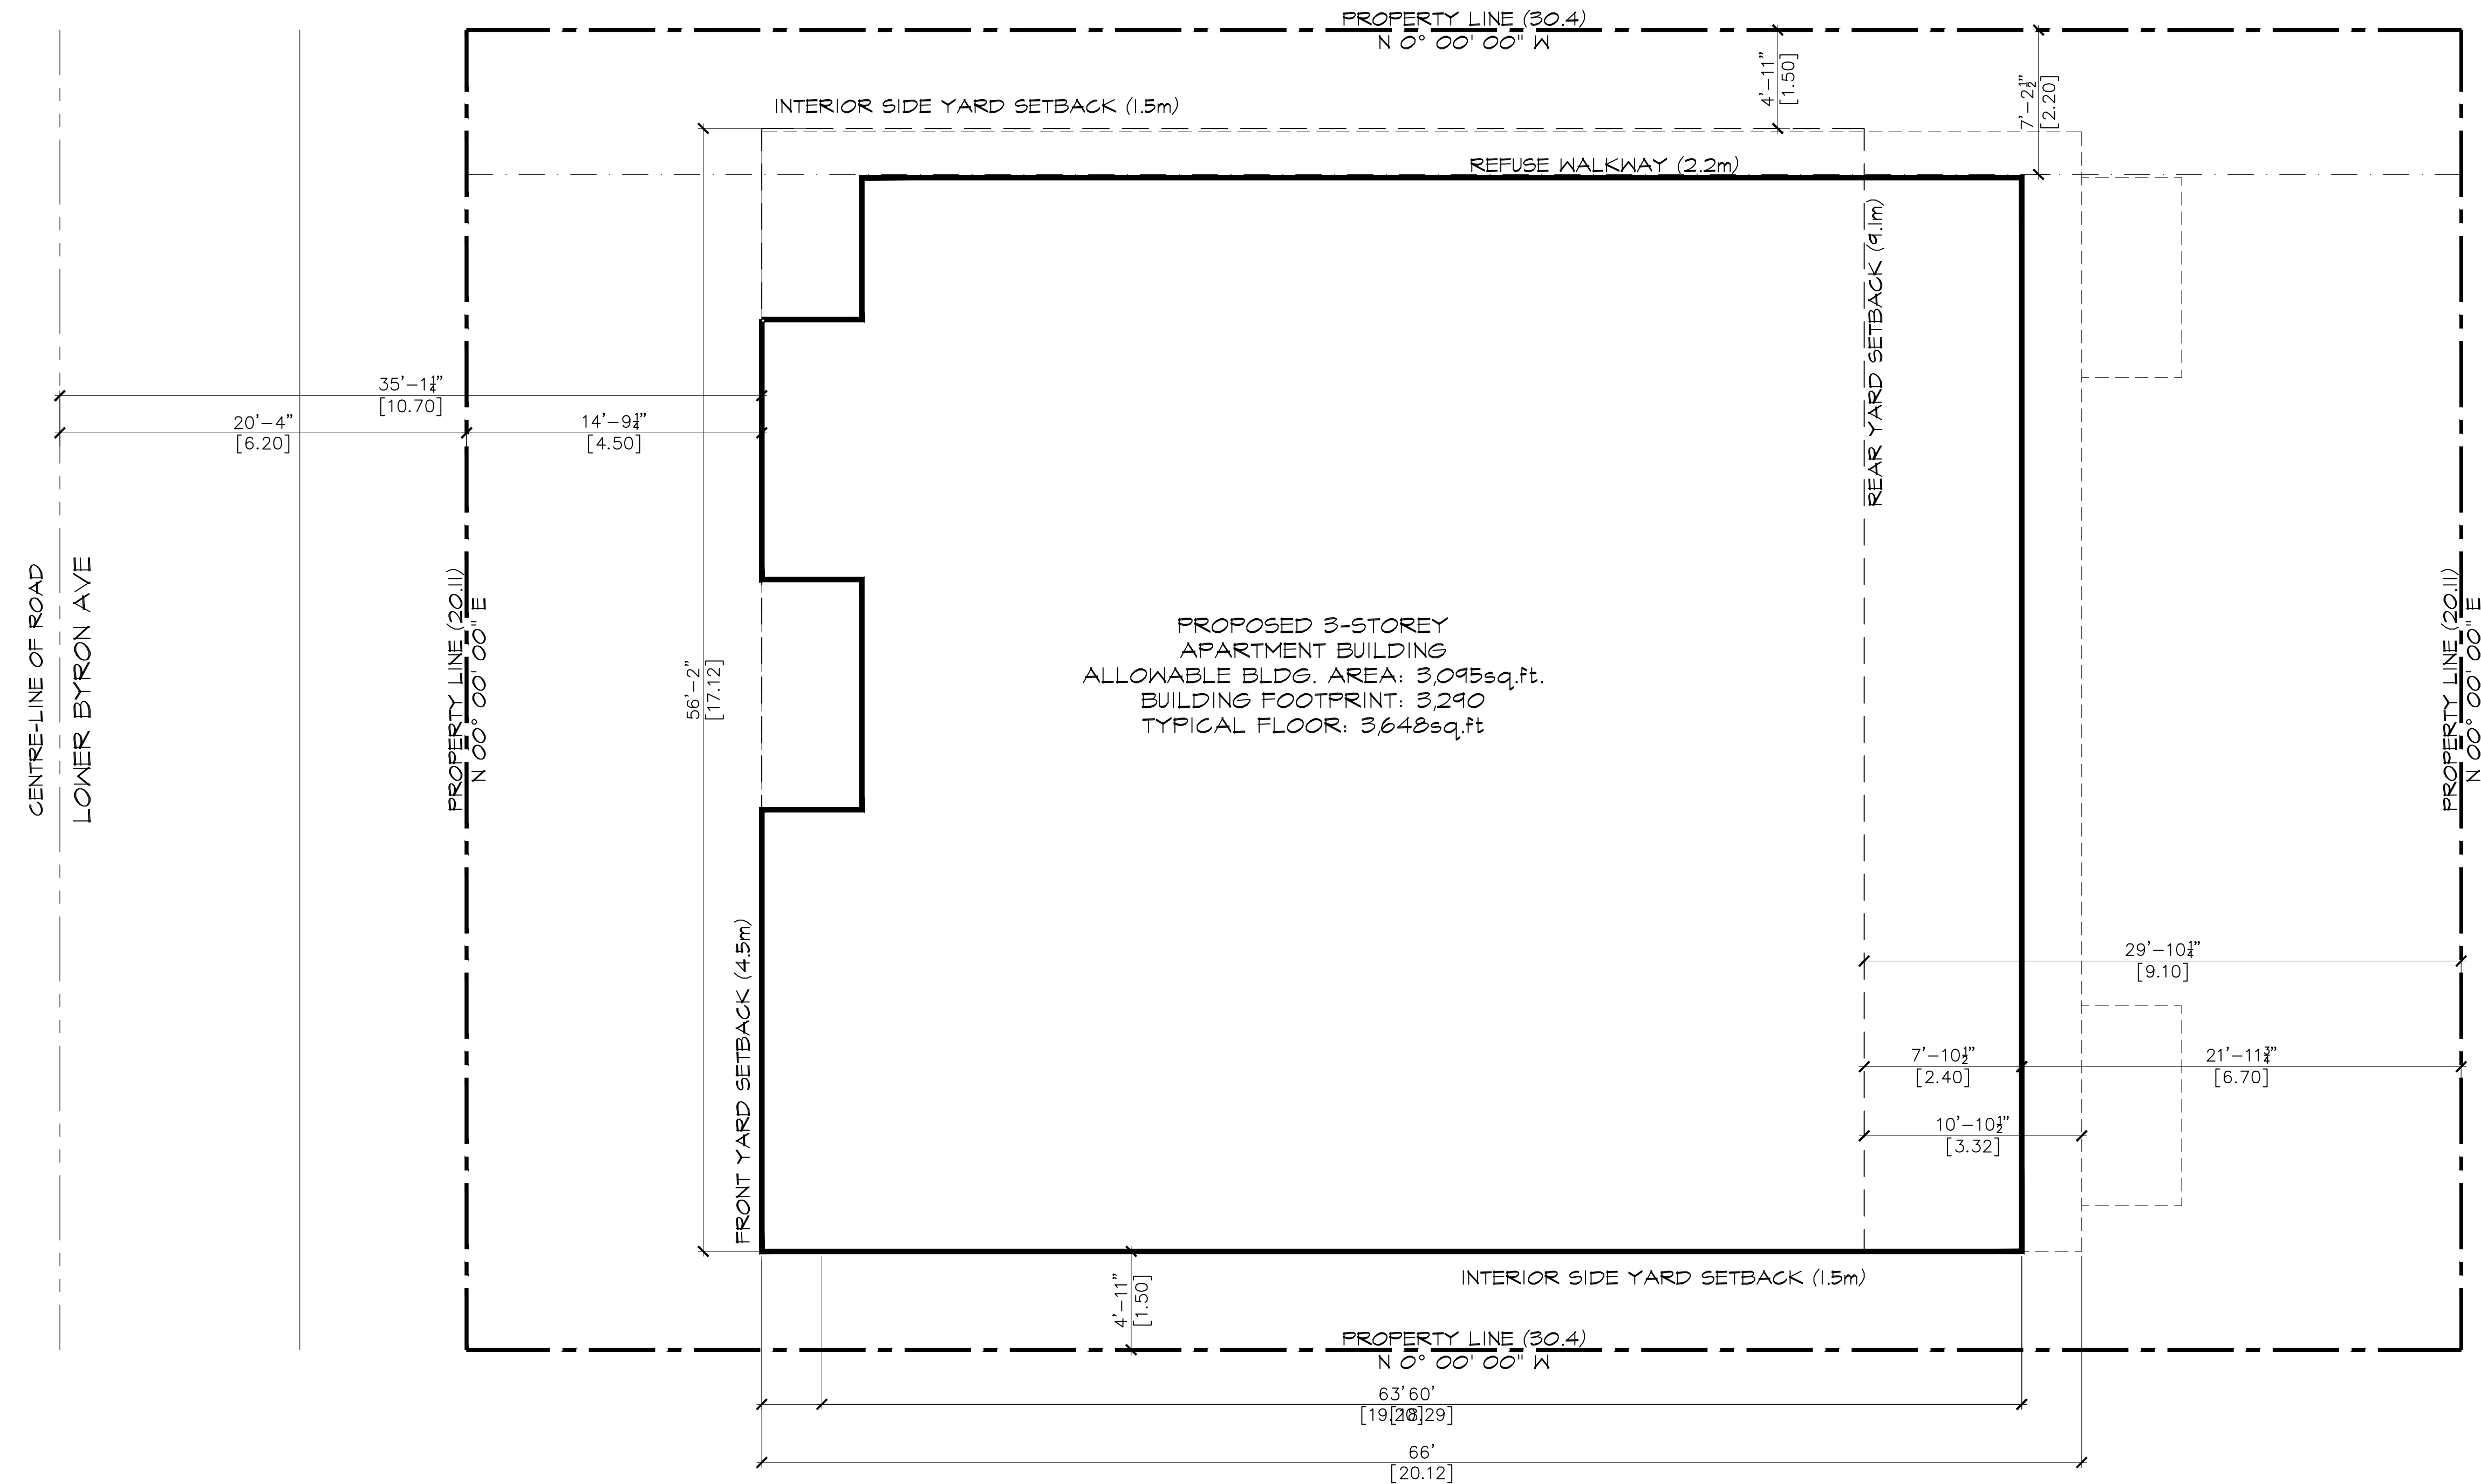 PROPERTY LINE (30.4)
N 0° 00' 00" W
4'-11"
[1.50]
7'-2½"
[2.20]
INTERIOR SIDE YARD SETBACK (1.5m)
REFUSE WALKWAY (2.2m)
REAR YARD SETBACK (9.1m)
35'-1¼"
[10.70]
20'-4"
[6.20]
14'-9¼"
[4.50]
CENTRE-LINE OF ROAD
LOWER BYRON AVE
PROPERTY LINE (20.11)
N 00° 00' 00" E
56'-2"
[17.12]
PROPOSED 3-STOREY
APARTMENT BUILDING
ALLOWABLE BLDG. AREA: 3,095sq.ft.
BUILDING FOOTPRINT: 3,290
TYPICAL FLOOR: 3,648sq.ft
PROPERTY LINE (20.11)
N 00° 00' 00" E
FRONT YARD SETBACK (4.5m)
29'-10¼"
[9.10]
7'-10½"
[2.40]
21'-11¾"
[6.70]
10'-10½"
[3.32]
4'-11"
[1.50]
INTERIOR SIDE YARD SETBACK (1.5m)
PROPERTY LINE (30.4)
N 0° 00' 00" W
63'60'
[19.20][18.29]
66'
[20.12]